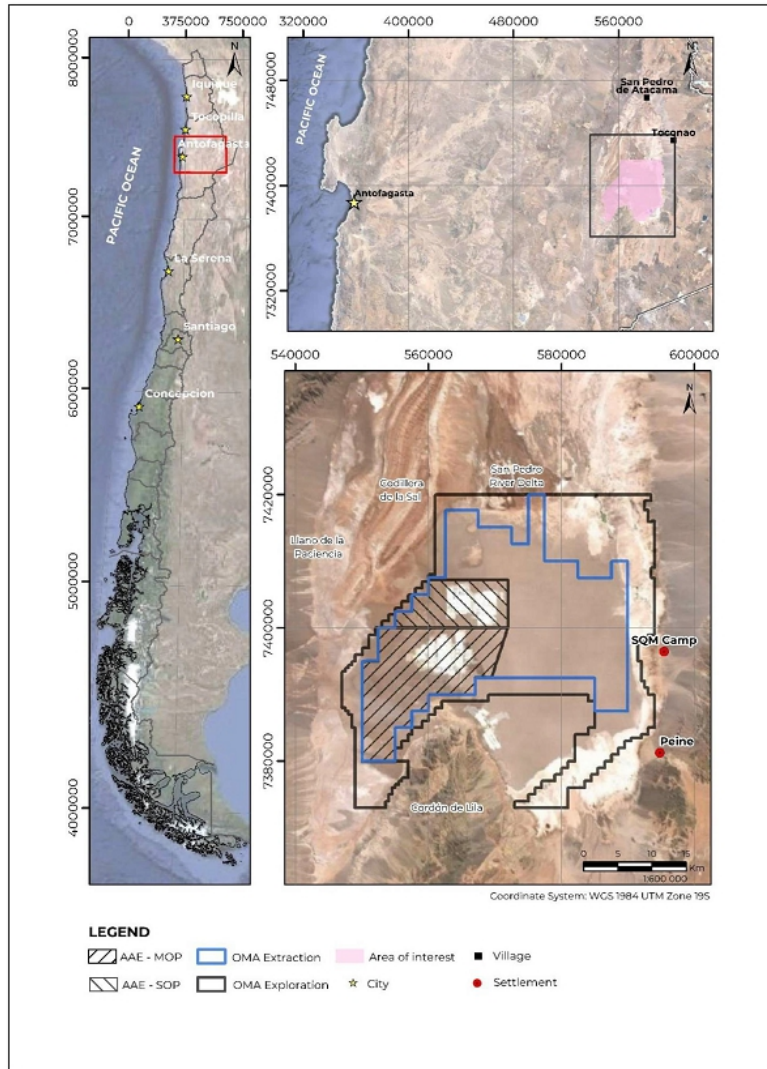 0 3750000 7500000
8000000
7000000
6000000
5000000
4000000
N
PACIFIC OCEAN
Iquique
Tocopilla
Antofagasta
La Serena
Santiago
Concepcion
320000 400000 480000 560000
7480000
7400000
7320000
PACIFIC OCEAN
N
San Pedro
de Atacama
Toconao
Antofagasta
540000 560000 580000 600000
7420000
7400000
7380000
N
San Pedro
River Delta
Codillera
de la Sal
Llano de la
Paciencia
SQM Camp
Peine
Cordón de Lila
0 5 10 15
Km
1:600.000
Coordinate System: WGS 1984 UTM Zone 19S
LEGEND
AAE - MOP
OMA Extraction
Area of interest
Village
AAE - SOP
OMA Exploration
City
Settlement